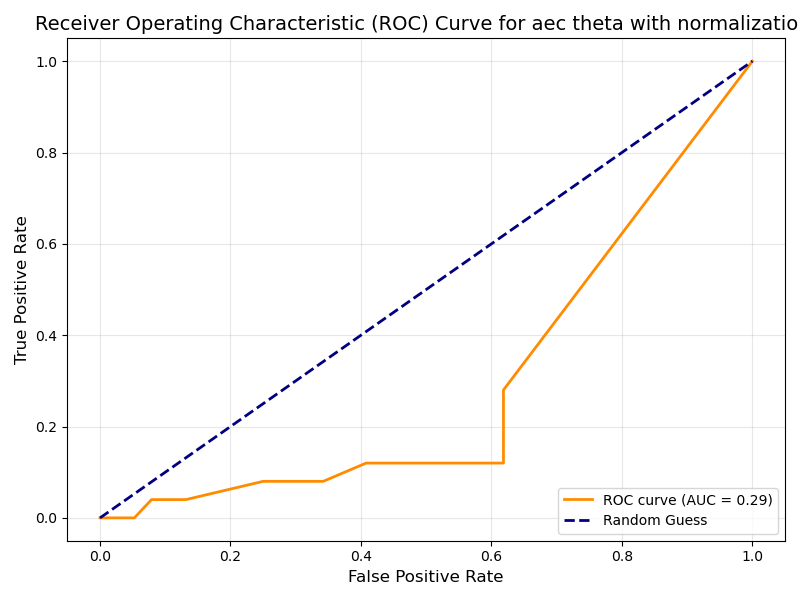 Receiver Operating Characteristic (ROC) Curve for aec theta with normalizatio
True Positive Rate
1.0
0.8
0.6
0.4
0.2
0.0
0.0 0.2 0.4 0.6 0.8 1.0
False Positive Rate
ROC curve (AUC = 0.29)
Random Guess